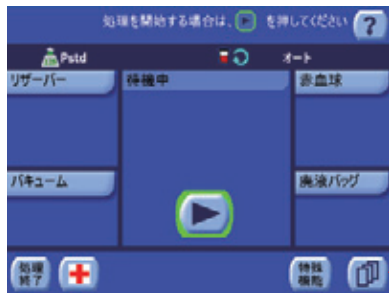 処理を開始する場合は、 を押してください ?
Pstd オート
リザーバー 待機中 赤血球
バキューム 廃液バッグ
処理 特殊
終了 機能